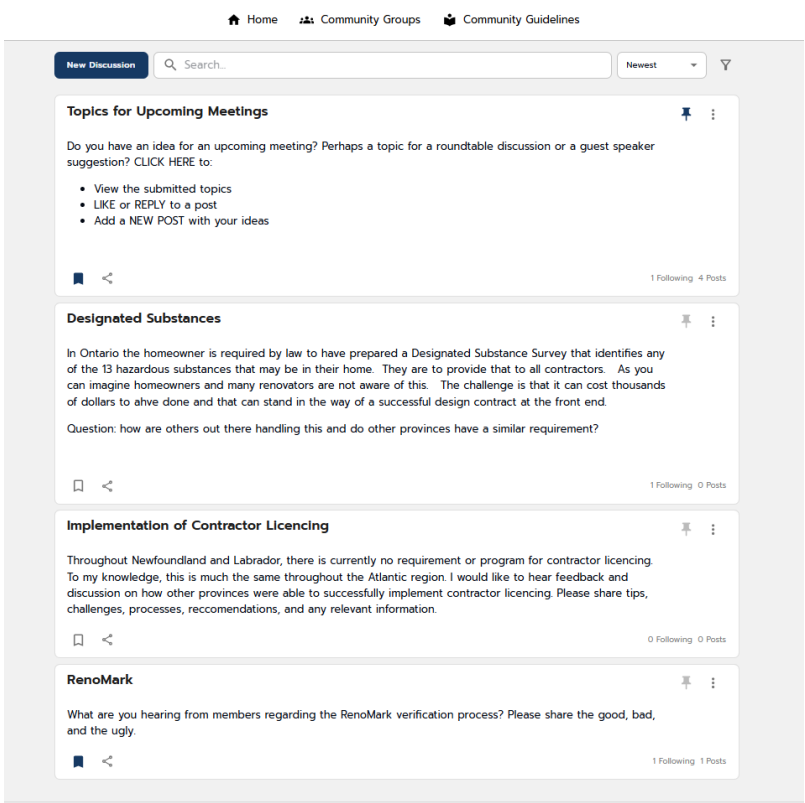 Home Community Groups Community Guidelines
New Discussion Search... Newest
Topics for Upcoming Meetings
Do you have an idea for an upcoming meeting? Perhaps a topic for a roundtable discussion or a guest speaker
suggestion? CLICK HERE to:
• View the submitted topics
• LIKE or REPLY to a post
• Add a NEW POST with your ideas
1 Following 4 Posts
Designated Substances
In Ontario the homeowner is required by law to have prepared a Designated Substance Survey that identifies any
of the 13 hazardous substances that may be in their home. They are to provide that to all contractors. As you
can imagine homeowners and many renovators are not aware of this. The challenge is that it can cost thousands
of dollars to ahve done and that can stand in the way of a successful design contract at the front end.
Question: how are others out there handling this and do other provinces have a similar requirement?
1 Following 0 Posts
Implementation of Contractor Licencing
Throughout Newfoundland and Labrador, there is currently no requirement or program for contractor licencing.
To my knowledge, this is much the same throughout the Atlantic region. I would like to hear feedback and
discussion on how other provinces were able to successfully implement contractor licencing. Please share tips,
challenges, processes, reccomendations, and any relevant information.
0 Following 0 Posts
RenoMark
What are you hearing from members regarding the RenoMark verification process? Please share the good, bad,
and the ugly.
1 Following 1 Posts